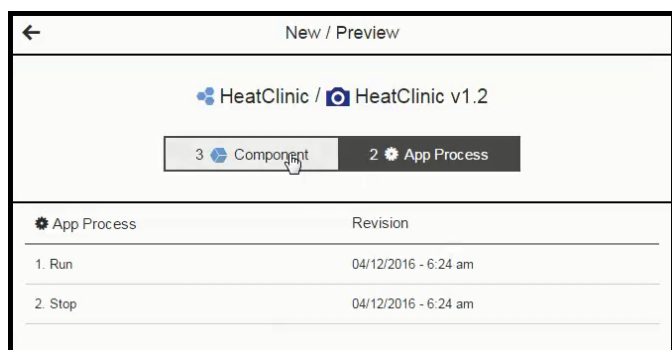 New / Preview
HeatClinic / HeatClinic v1.2
3 Component 2 App Process
App Process Revision
1. Run 04/12/2016 - 6:24 am
2. Stop 04/12/2016 - 6:24 am